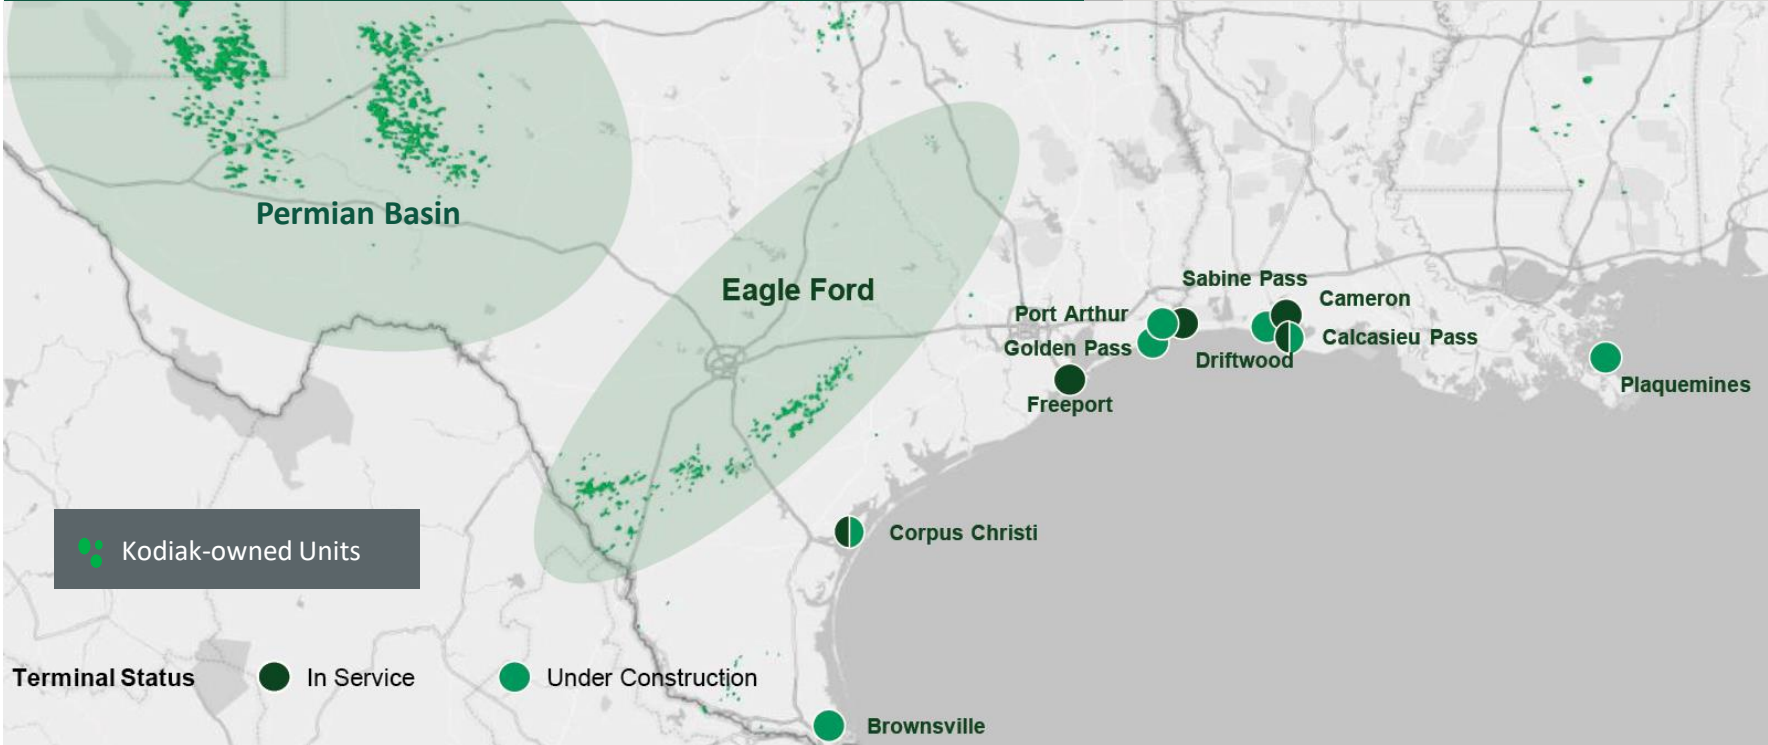 Permian Basin
Eagle Ford
Sabine Pass
Cameron
Port Arthur
Calcasieu Pass
Golden Pass
Driftwood
Plaquemines
Freeport
Corpus Christi
Kodiak-owned Units
Terminal Status In Service Under Construction
Brownsville